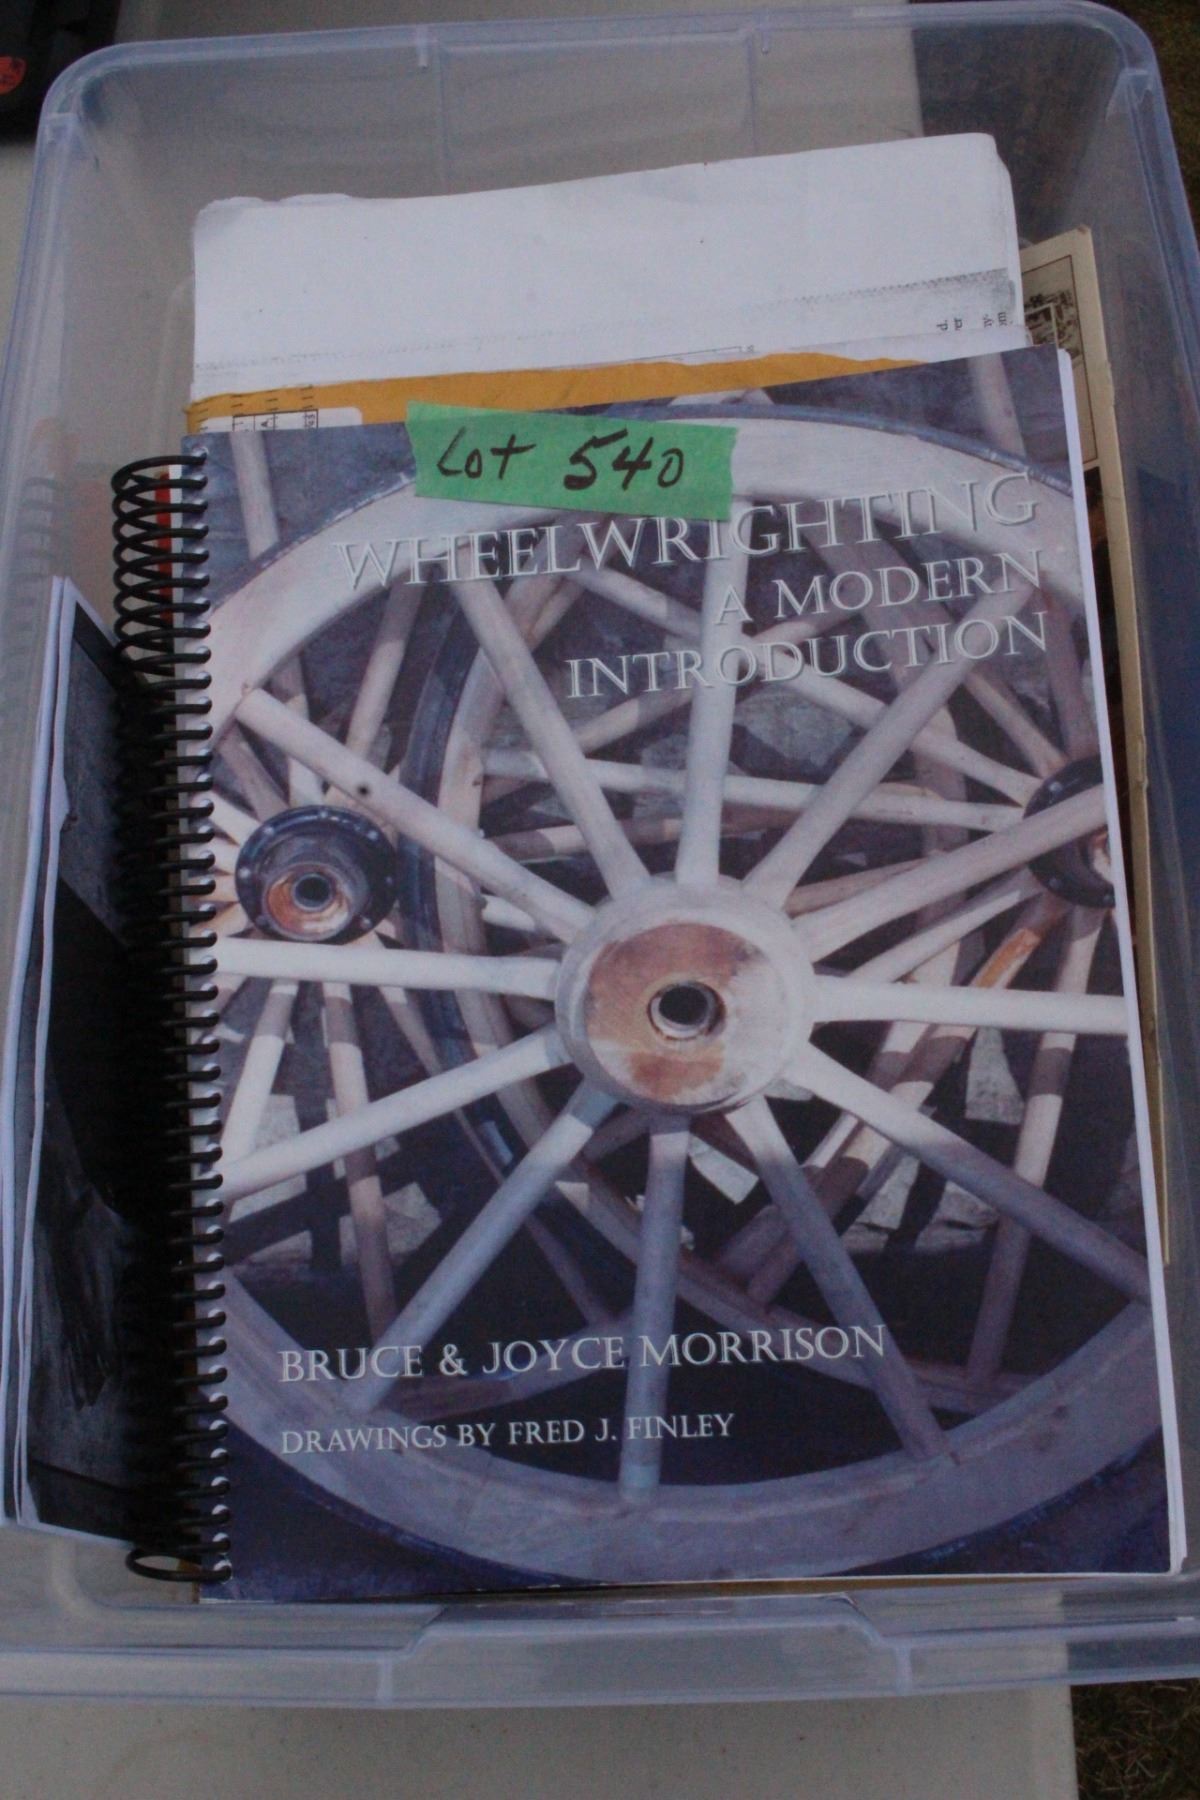 Lot 540
WHEELWRIGHTING
A MODERN
INTRODUCTION
BRUCE & JOYCE MORRISON
DRAWINGS BY FRED J. FINLEY